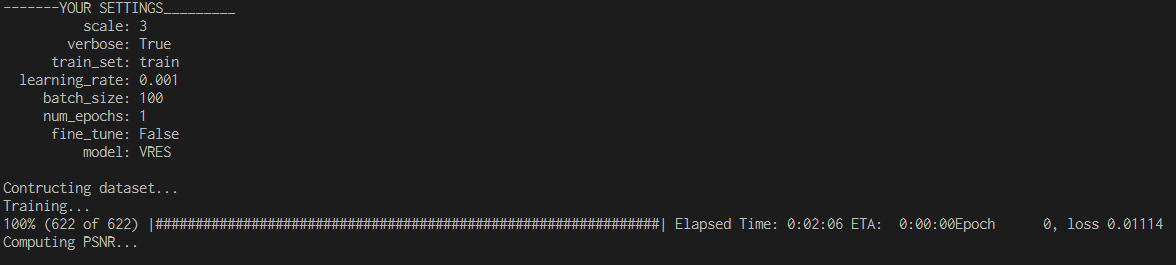 -------YOUR SETTINGS_________
scale: 3
verbose: True
train_set: train
learning_rate: 0.001
batch_size: 100
num_epochs: 1
fine_tune: False
model: VRES
Contructing dataset...
Training...
100% (622 of 622) |###############################################################| Elapsed Time: 0:02:06 ETA:  0:00:00Epoch      0, loss 0.01114
Computing PSNR...